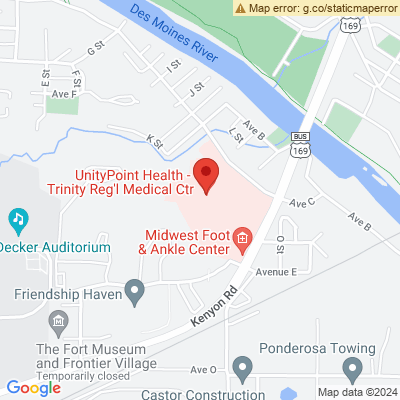 Map error: g.co/staticmaperror
Des Moines River
169
G St
I St
E St
F St
J St
Ave F
Ave B
L St
K St
BUS
169
UnityPoint Health -
Trinity Reg'l Medical Ctr
Ave C
Midwest Foot
& Ankle Center
O St
Decker Auditorium
Avenue E
Friendship Haven
Kenyon Rd
The Fort Museum
and Frontier Village
Temporarily closed
Ponderosa Towing
Ave O
Google
Castor Construction
Map data ©2024